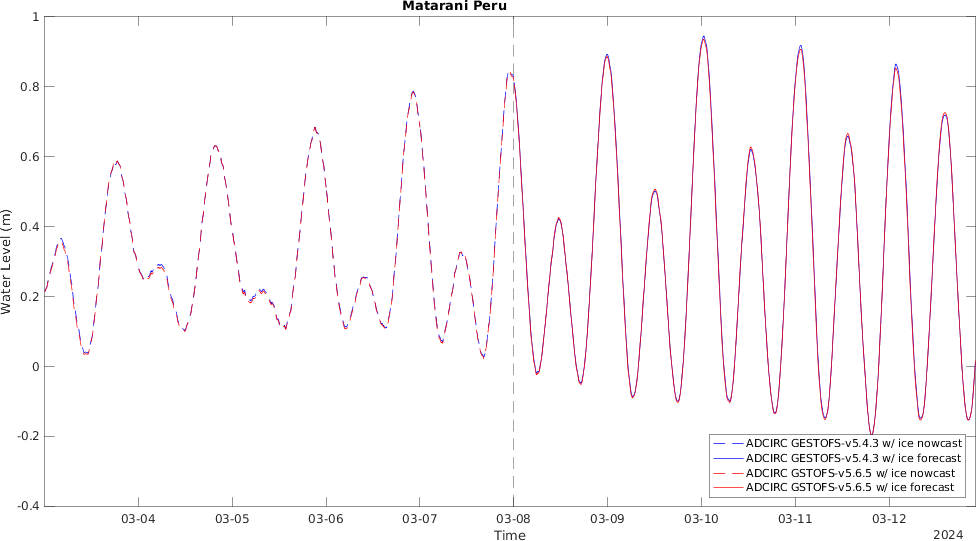 Matarani Peru
1
0.8
0.6
0.4
0.2
0
-0.2
-0.4
Water Level (m)
ADCIRC GESTOFS-v5.4.3 w/ ice nowcast
ADCIRC GESTOFS-v5.4.3 w/ ice forecast
ADCIRC GSTOFS-v5.6.5 w/ ice nowcast
ADCIRC GSTOFS-v5.6.5 w/ ice forecast
03-04 03-05 03-06 03-07 03-08 03-09 03-10 03-11 03-12
Time
2024